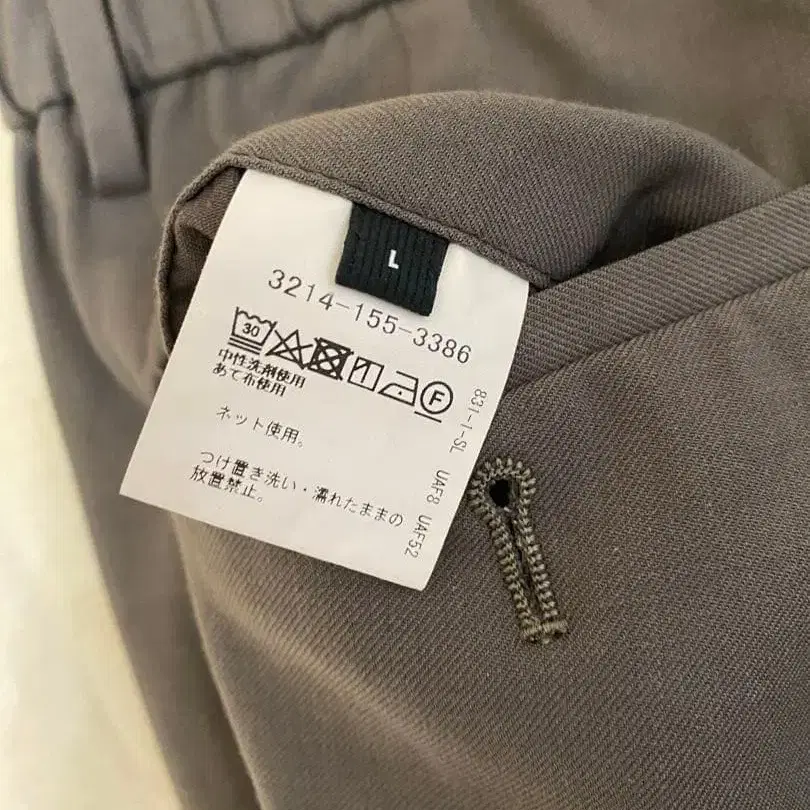 L
3214-155-3386
30
F
中性洗剤使用
あて布使用
ネット使用。
つけ置き洗い・濡れたままの
放置禁止。
831-1-SL UAF8 UAF52